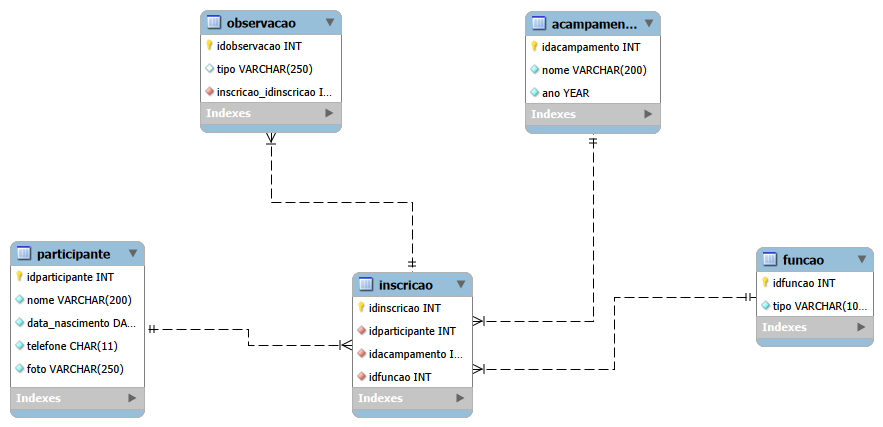 observacao
idobservacao INT
tipo VARCHAR(250)
inscricao_idinscricao I...
Indexes
acampamen...
idacampamento INT
nome VARCHAR(200)
ano YEAR
Indexes
participante
idparticipante INT
nome VARCHAR(200)
data_nascimento DA...
telefone CHAR(11)
foto VARCHAR(250)
Indexes
inscricao
idinscricao INT
idparticipante INT
idacampamento I...
idfuncao INT
Indexes
funcao
idfuncao INT
tipo VARCHAR(10...
Indexes